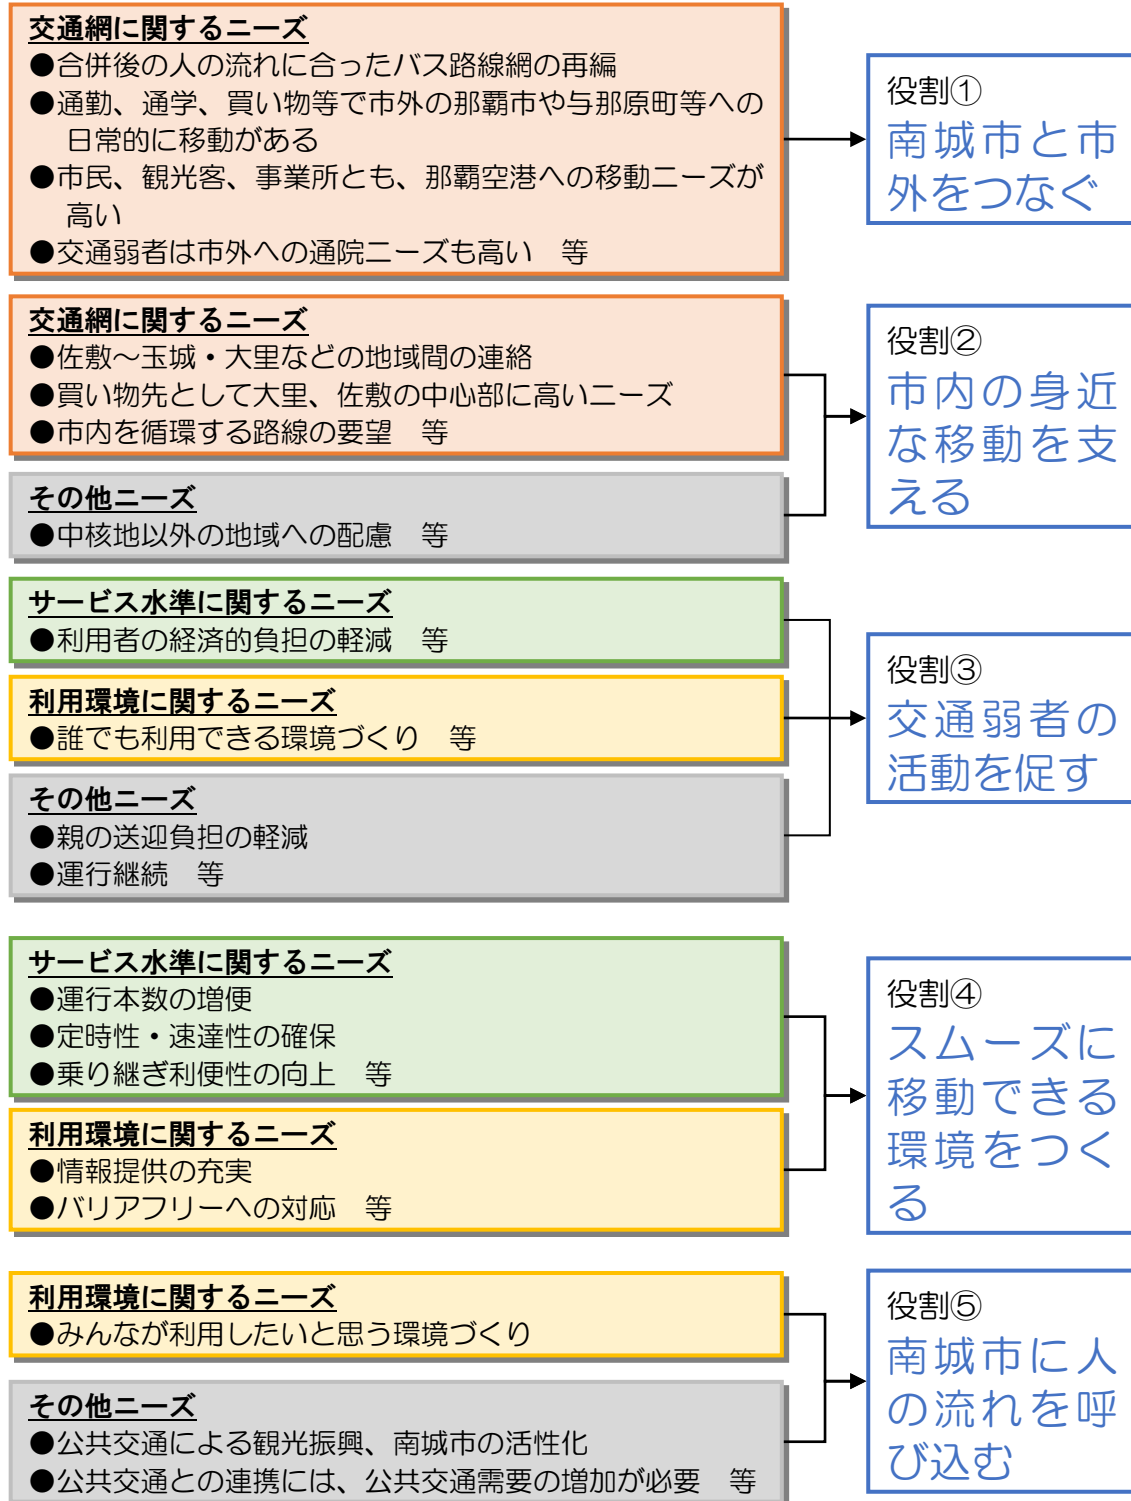 交通網に関するニーズ
●合併後の人の流れに合ったバス路線網の再編
●通勤、通学、買い物等で市外の那覇市や与那原町等への
日常的に移動がある
●市民、観光客、事業所とも、那覇空港への移動ニーズが
高い
●交通弱者は市外への通院ニーズも高い　等
役割①
南城市と市
外をつなぐ
交通網に関するニーズ
●佐敷～玉城・大里などの地域間の連絡
●買い物先として大里、佐敷の中心部に高いニーズ
●市内を循環する路線の要望　等
その他ニーズ
●中核地以外の地域への配慮　等
役割②
市内の身近
な移動を支
える
サービス水準に関するニーズ
●利用者の経済的負担の軽減　等
利用環境に関するニーズ
●誰でも利用できる環境づくり　等
その他ニーズ
●親の送迎負担の軽減
●運行継続　等
役割③
交通弱者の
活動を促す
サービス水準に関するニーズ
●運行本数の増便
●定時性・速達性の確保
●乗り継ぎ利便性の向上　等
利用環境に関するニーズ
●情報提供の充実
●バリアフリーへの対応　等
役割④
スムーズに
移動できる
環境をつく
る
利用環境に関するニーズ
●みんなが利用したいと思う環境づくり
その他ニーズ
●公共交通による観光振興、南城市の活性化
●公共交通との連携には、公共交通需要の増加が必要　等
役割⑤
南城市に人
の流れを呼
び込む